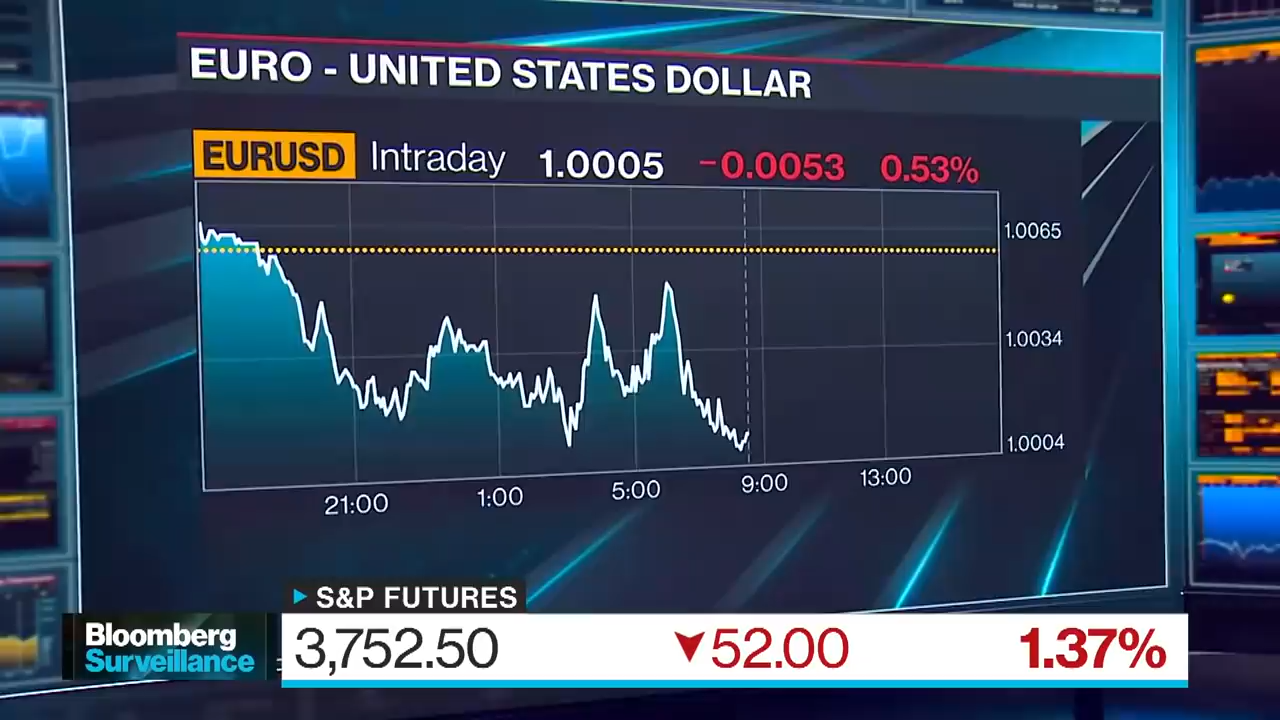 EURO - UNITED STATES DOLLAR
EURUSD Intraday 1.0005 -0.0053 0.53%
1.0065
1.0034
1.0004
21:00 1:00 5:00 9:00 13:00
S&P FUTURES
Bloomberg
Surveillance
3,752.50 ▼52.00 1.37%